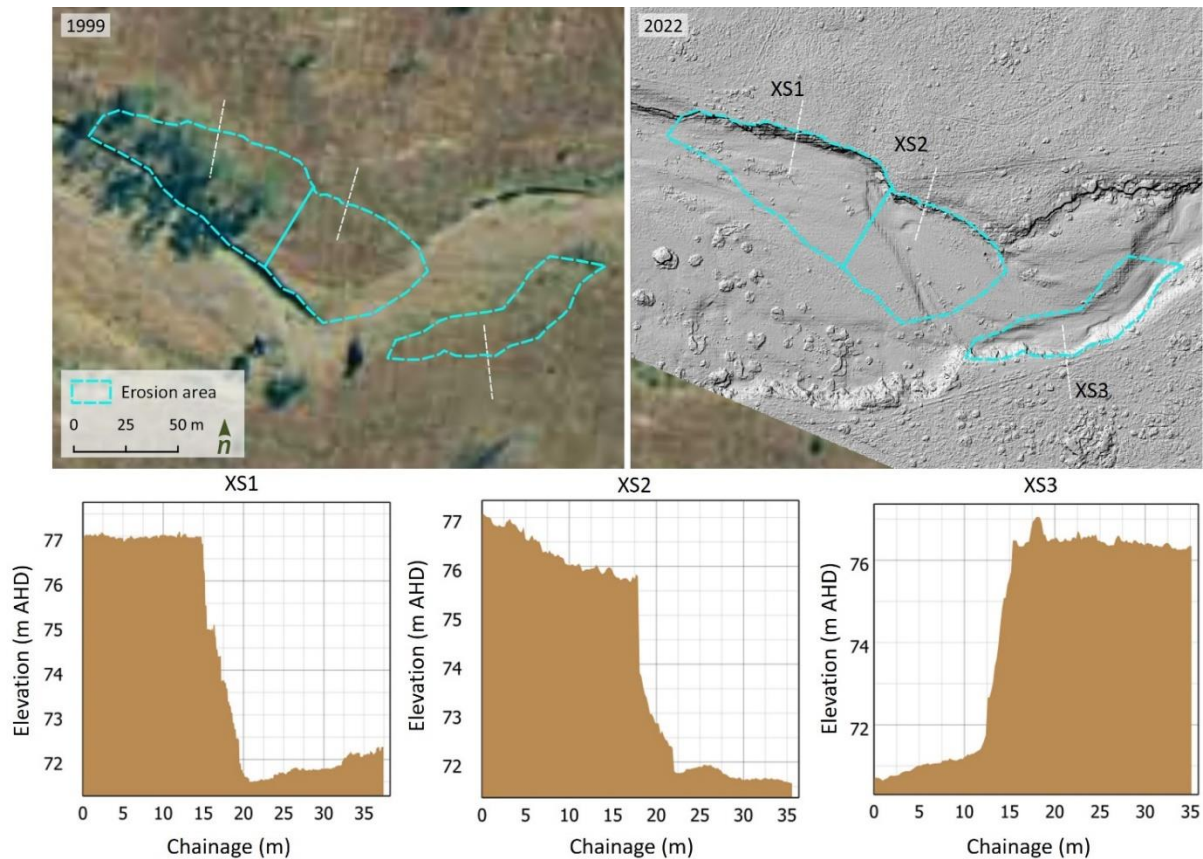 1999
2022
XS1
XS2
XS3
Erosion area
0 25 50 m
n
XS1
Elevation (m AHD)
77
76
75
74
73
72
0 5 10 15 20 25 30 35
Chainage (m)
XS2
Elevation (m AHD)
77
76
75
74
73
72
0 5 10 15 20 25 30 35
Chainage (m)
XS3
Elevation (m AHD)
76
74
72
71
0 5 10 15 20 25 30 35
Chainage (m)